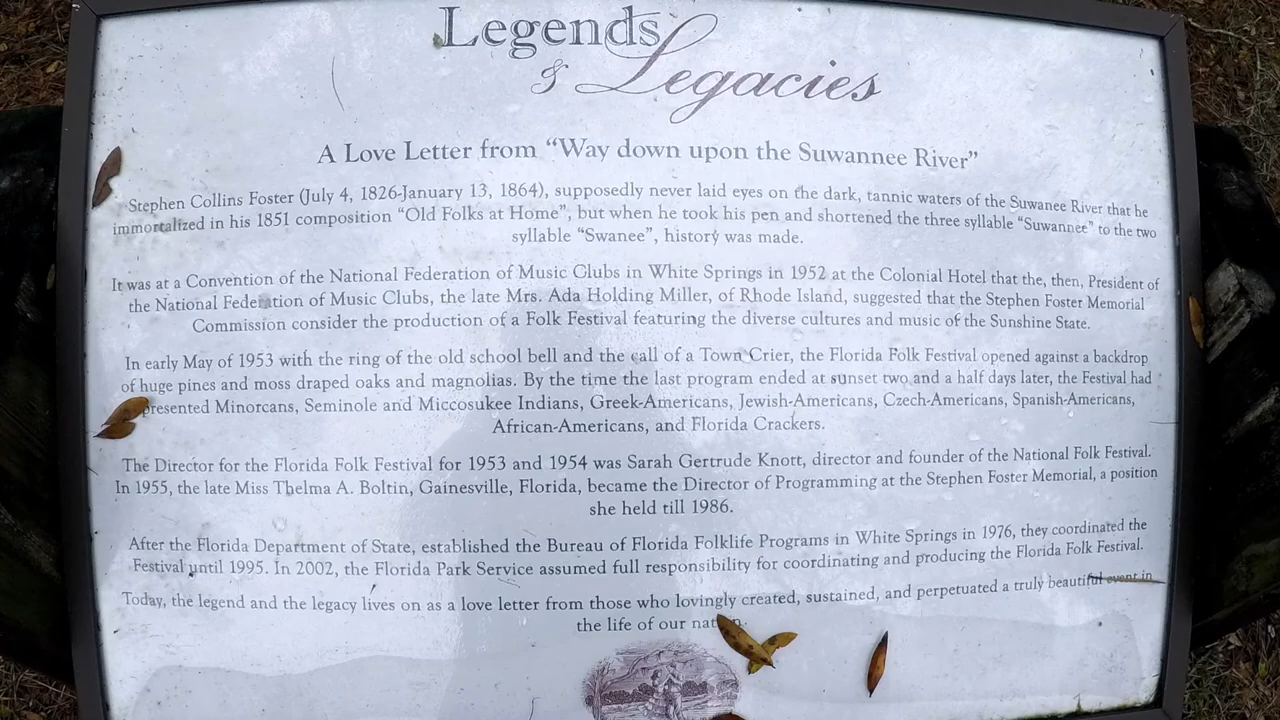 Legends
& Legacies
A Love Letter from “Way down upon the Suwannee River”
Stephen Collins Foster (July 4, 1826-January 13, 1864), supposedly never laid eyes on the dark, tannic waters of the Suwanee River that he
immortalized in his 1851 composition “Old Folks at Home”, but when he took his pen and shortened the three syllable “Suwannee” to the two
syllable “Swanee”, history was made.
It was at a Convention of the National Federation of Music Clubs in White Springs in 1952 at the Colonial Hotel that the, then, President of
the National Federation of Music Clubs, the late Mrs. Ada Holding Miller, of Rhode Island, suggested that the Stephen Foster Memorial
Commission consider the production of a Folk Festival featuring the diverse cultures and music of the Sunshine State.
In early May of 1953 with the ring of the old school bell and the call of a Town Crier, the Florida Folk Festival opened against a backdrop
of huge pines and moss draped oaks and magnolias. By the time the last program ended at sunset two and a half days later, the Festival had
presented Minorcans, Seminole and Miccosukee Indians, Greek-Americans, Jewish-Americans, Czech-Americans, Spanish-Americans,
African-Americans, and Florida Crackers.
The Director for the Florida Folk Festival for 1953 and 1954 was Sarah Gertrude Knott, director and founder of the National Folk Festival.
In 1955, the late Miss Thelma A. Boltin, Gainesville, Florida, became the Director of Programming at the Stephen Foster Memorial, a position
she held till 1986.
After the Florida Department of State, established the Bureau of Florida Folklife Programs in White Springs in 1976, they coordinated the
Festival until 1995. In 2002, the Florida Park Service assumed full responsibility for coordinating and producing the Florida Folk Festival.
Today, the legend and the legacy lives on as a love letter from those who lovingly created, sustained, and perpetuated a truly beautiful event in
the life of our nation.